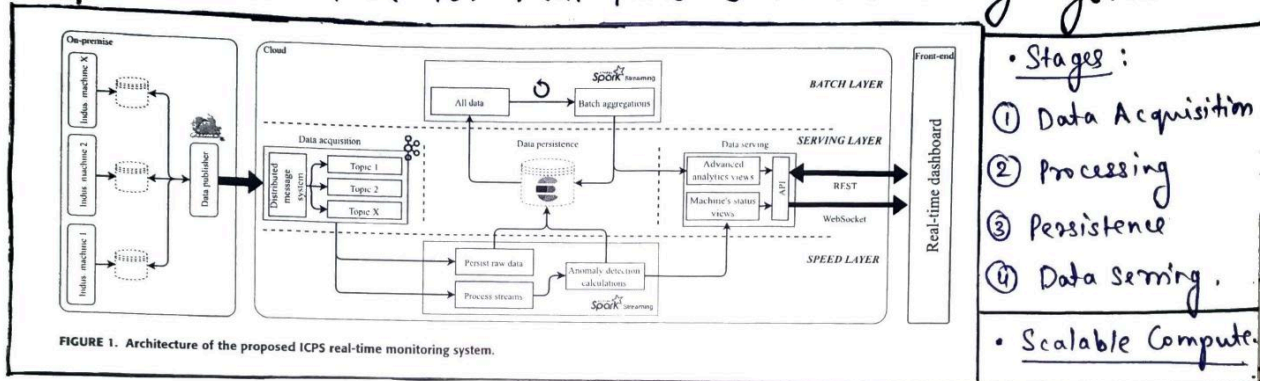 On-premise
Indus machine X
Indus machine 2
Indus machine 1
Data publisher
Cloud
Spark Streaming
All data
Batch aggregations
BATCH LAYER
SERVING LAYER
Data acquisition
Distributed message system
Topic 1
Topic 2
Topic X
Data persistence
Data serving
Advanced analytics views
Machine's status views
API
REST
WebSocket
SPEED LAYER
Persist raw data
Process streams
Anomaly detection calculations
Spark Streaming
Front-end
Real-time dashboard
FIGURE 1. Architecture of the proposed ICPS real-time monitoring system.
• Stages :
① Data Acquisition
② Processing
③ Persistence
④ Data Serving.
• Scalable Compute.